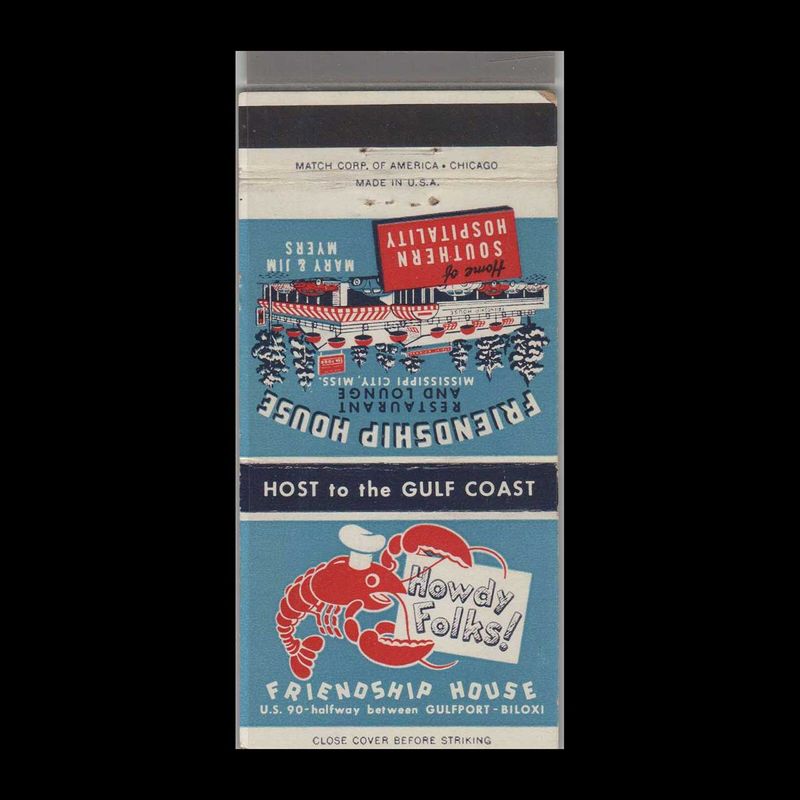 MATCH CORP. OF AMERICA • CHICAGO
MADE IN U.S.A.
FRIENDSHIP HOUSE
RESTAURANT
AND LOUNGE
MISSISSIPPI CITY, MISS.
Home of
SOUTHERN
HOSPITALITY
MARY & JIM
MYERS
HOST to the GULF COAST
Howdy
Folks!
FRIENDSHIP HOUSE
U.S. 90-halfway between GULFPORT - BILOXI
CLOSE COVER BEFORE STRIKING